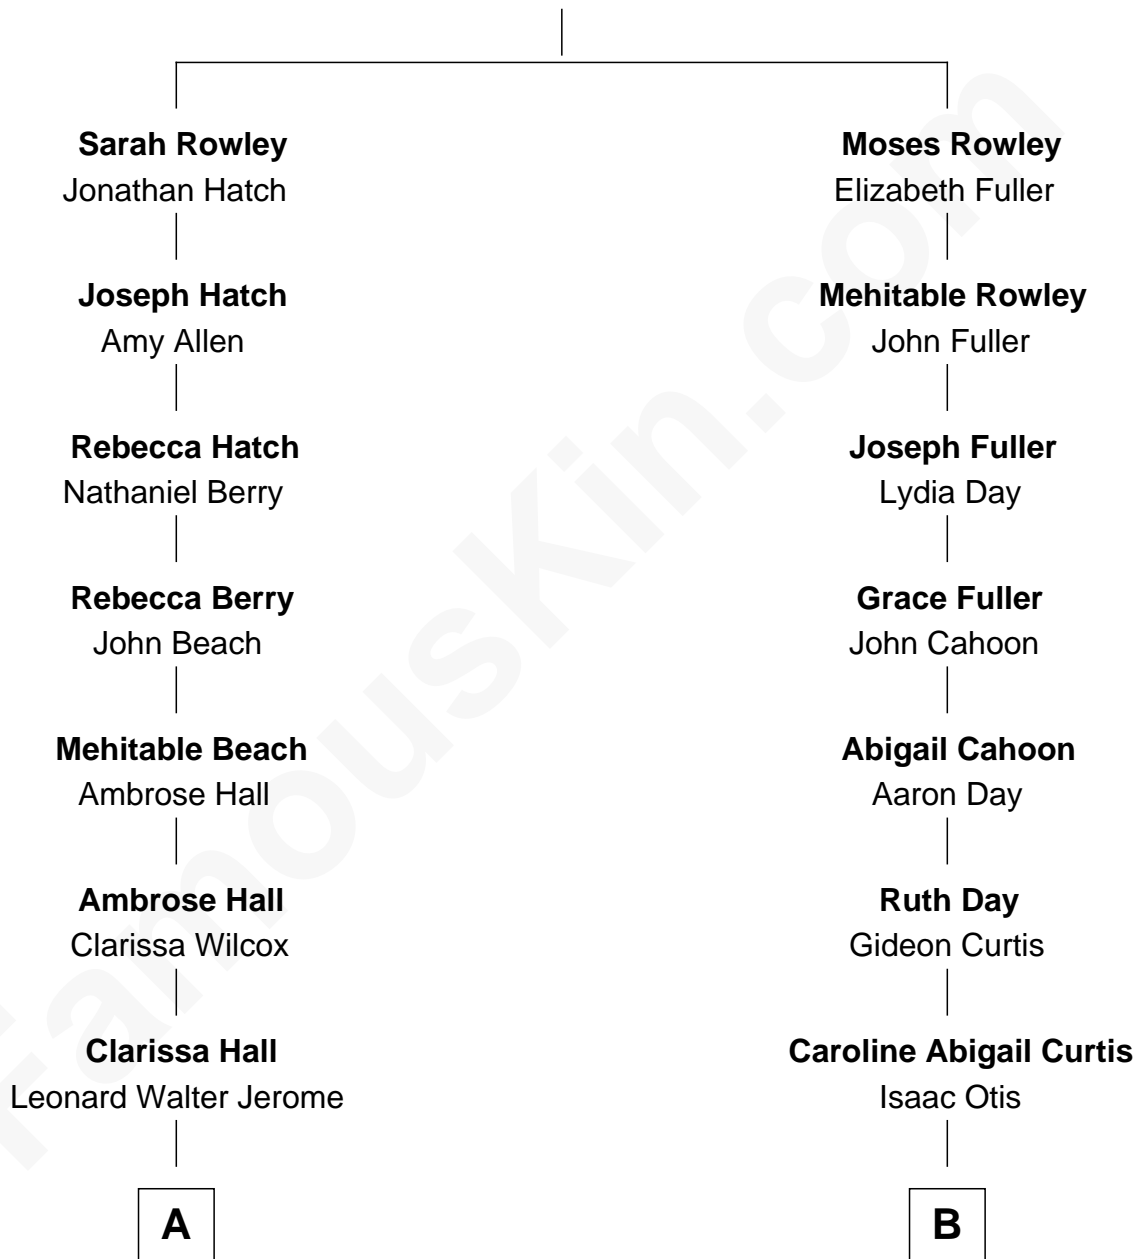 Sarah Rowley
Jonathan Hatch
Joseph Hatch
Amy Allen
Rebecca Hatch
Nathaniel Berry
Rebecca Berry
John Beach
Mehitable Beach
Ambrose Hall
Ambrose Hall
Clarissa Wilcox
Clarissa Hall
Leonard Walter Jerome
A
Moses Rowley
Elizabeth Fuller
Mehitable Rowley
John Fuller
Joseph Fuller
Lydia Day
Grace Fuller
John Cahoon
Abigail Cahoon
Aaron Day
Ruth Day
Gideon Curtis
Caroline Abigail Curtis
Isaac Otis
B
FamousKin.com